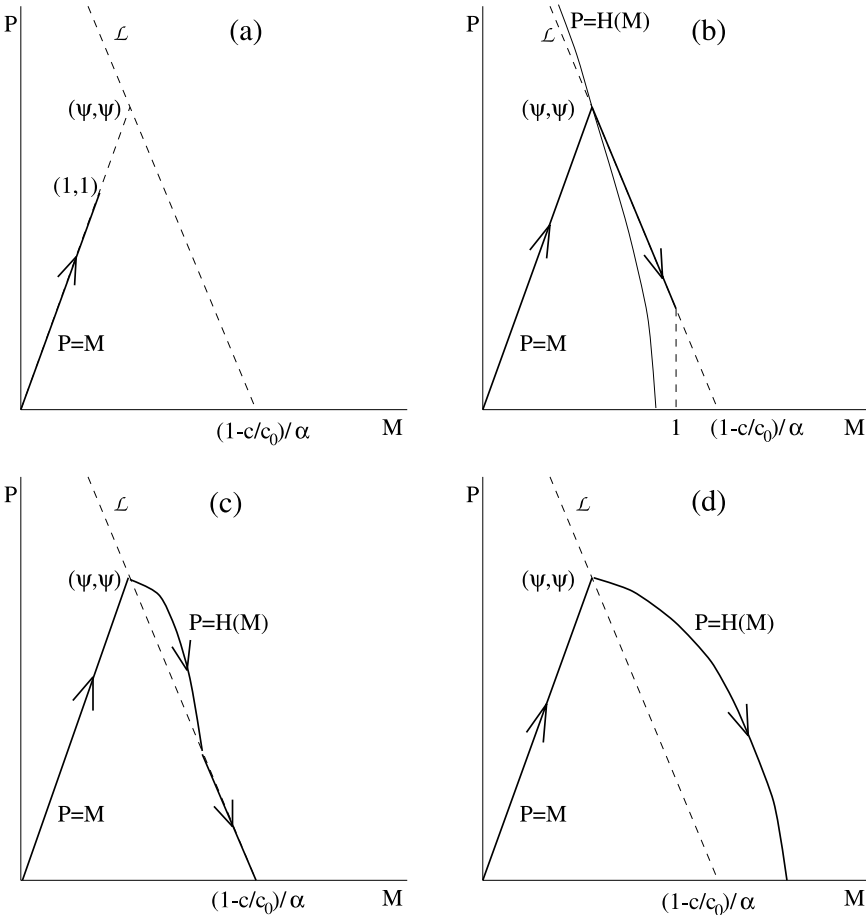 P
ℒ
(a)
(ψ,ψ)
(1,1)
P=M
(1-c/c₀)/α
M
P
P=H(M)
ℒ
(b)
(ψ,ψ)
P=M
1
(1-c/c₀)/α
M
P
ℒ
(c)
(ψ,ψ)
P=H(M)
P=M
(1-c/c₀)/α
M
P
ℒ
(d)
(ψ,ψ)
P=H(M)
P=M
(1-c/c₀)/α
M